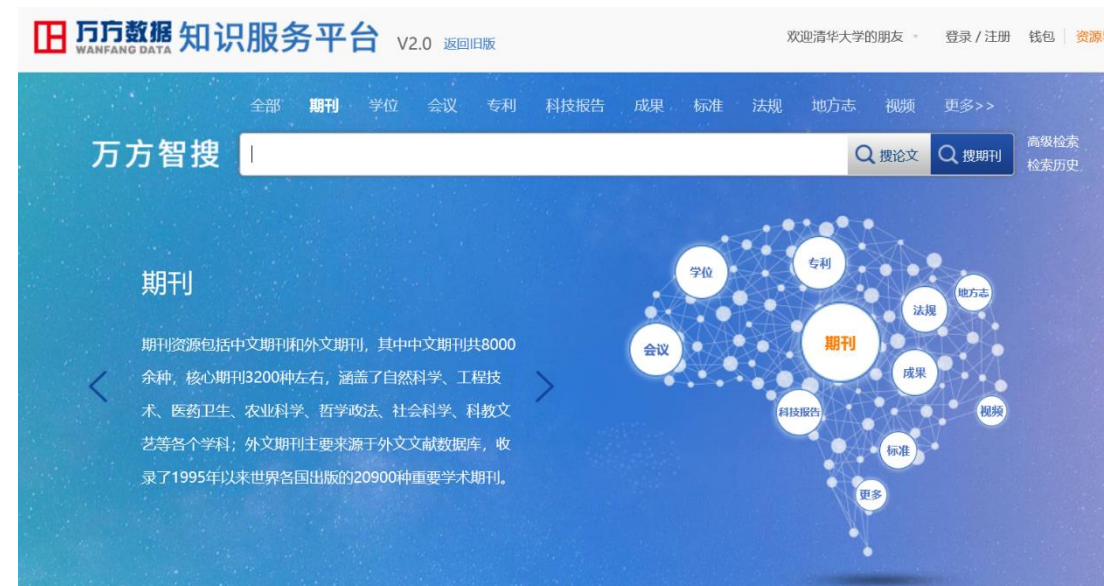 万方数据 知识服务平台 V2.0 返回旧版 欢迎清华大学的朋友 登录 / 注册 钱包 资源
WANFANG DATA
全部 期刊 学位 会议 专利 科技报告 成果 标准 法规 地方志 视频 更多>>
万方智搜 搜论文 搜期刊 高级检索
检索历史
期刊
期刊资源包括中文期刊和外文期刊，其中中文期刊共8000
余种，核心期刊3200种左右，涵盖了自然科学、工程技
术、医药卫生、农业科学、哲学政法、社会科学、科教文
艺等各个学科；外文期刊主要来源于外文文献数据库，收
录了1995年以来世界各国出版的20900种重要学术期刊。
专利
学位
地方志
法规
期刊
会议
成果
科技报告
视频
标准
更多